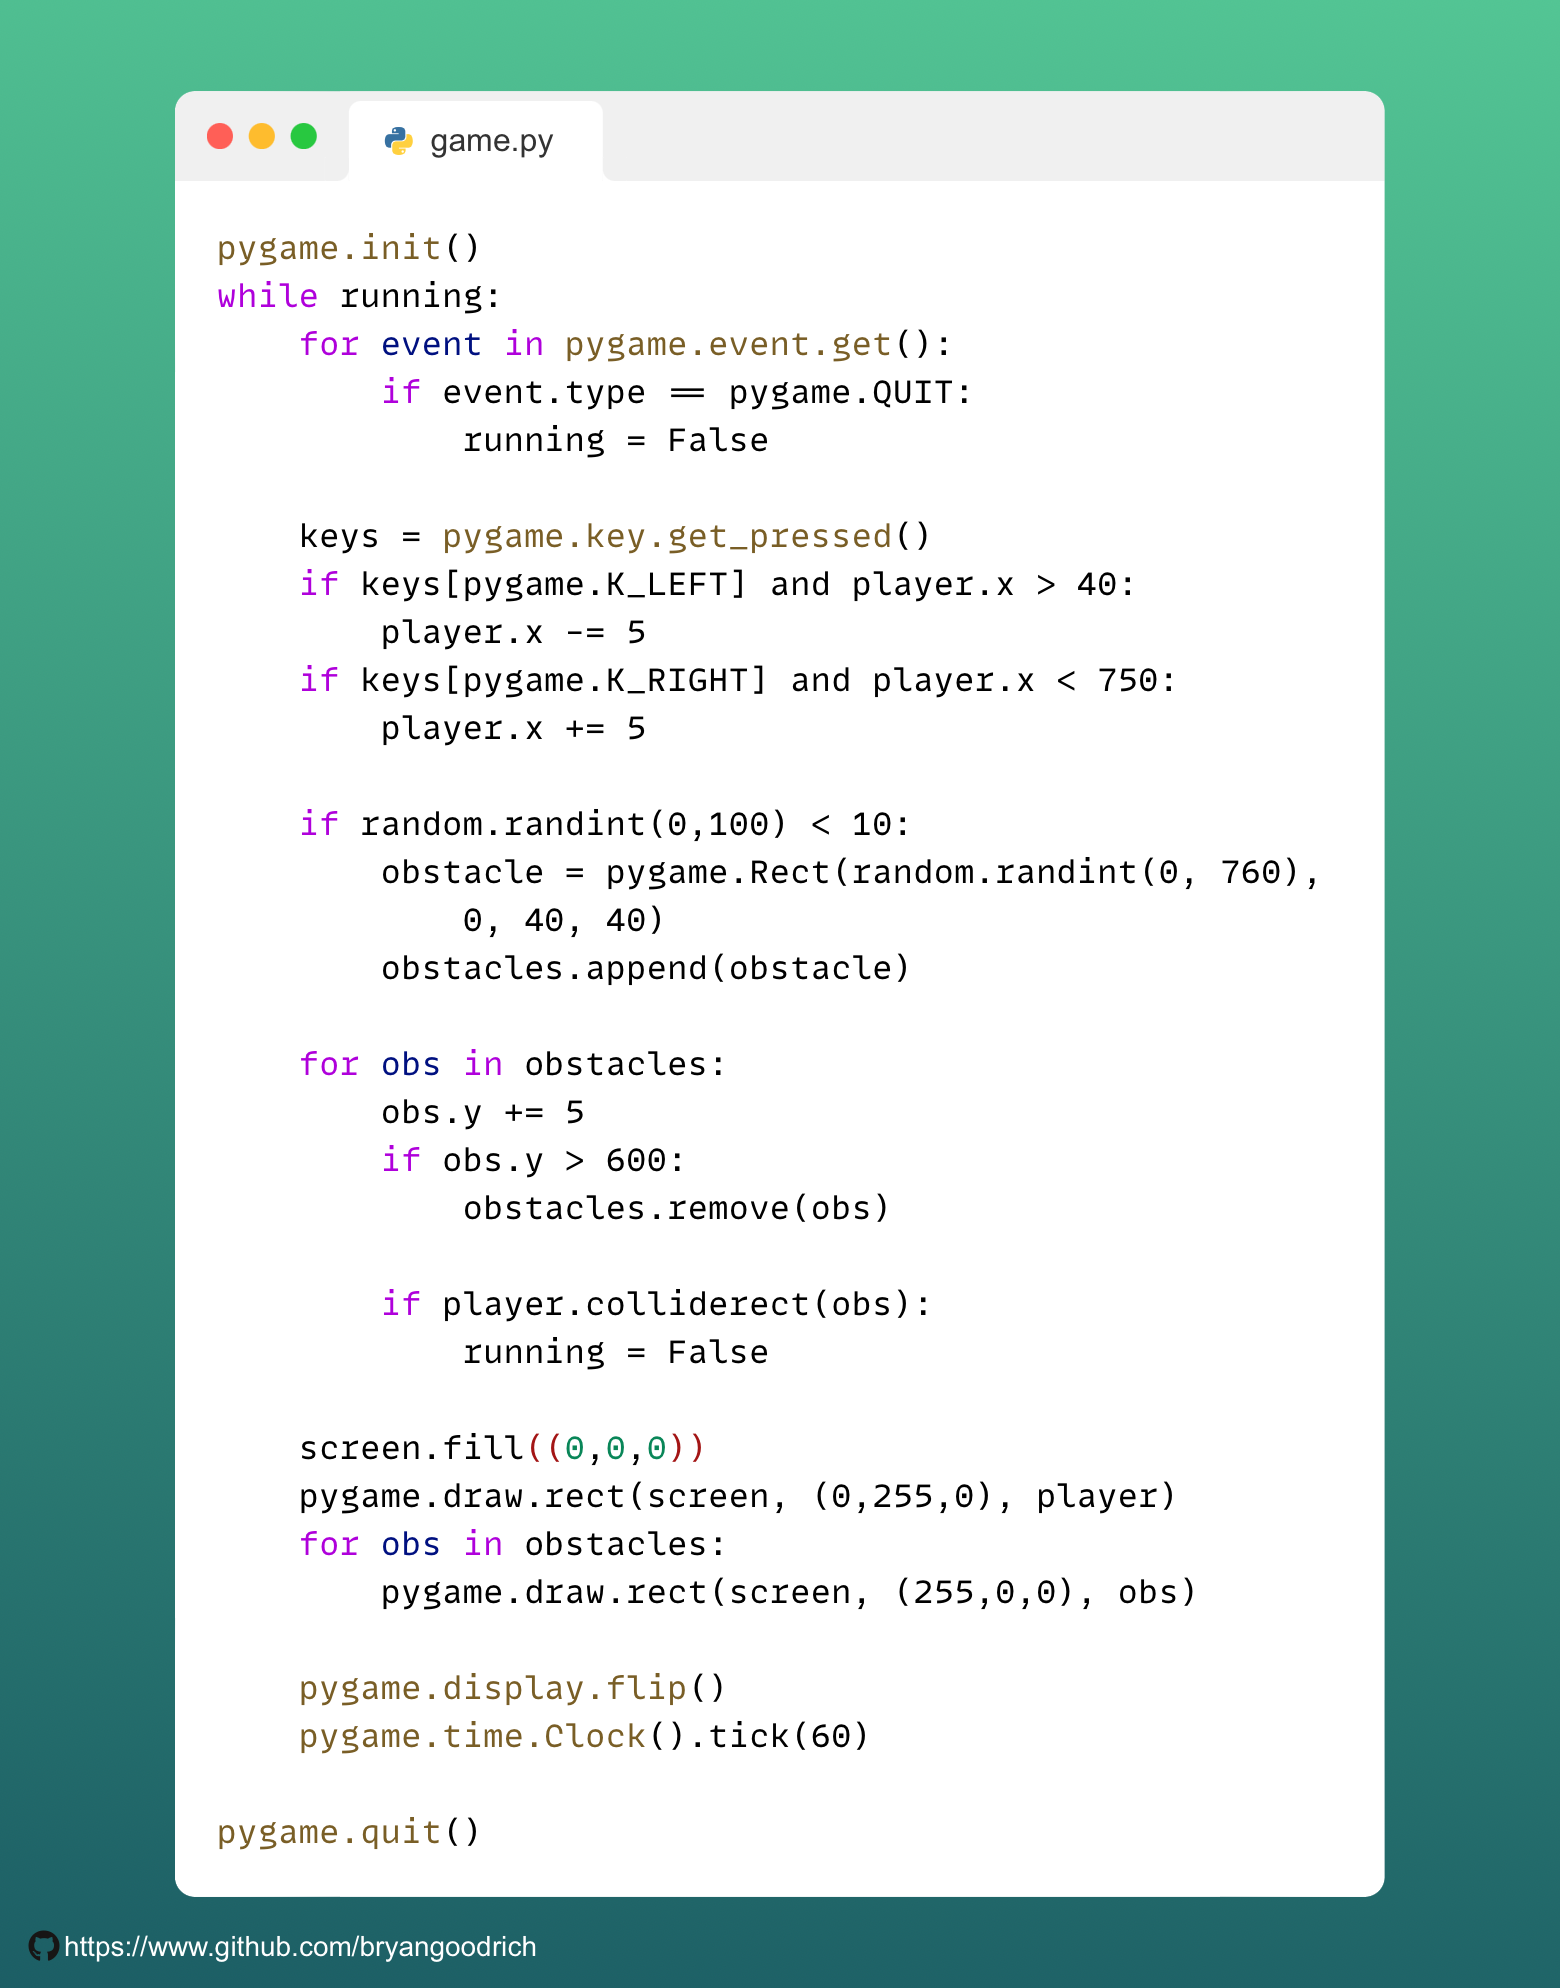 game.py
pygame.init()
while running:
    for event in pygame.event.get():
        if event.type == pygame.QUIT:
            running = False

    keys = pygame.key.get_pressed()
    if keys[pygame.K_LEFT] and player.x > 40:
        player.x -= 5
    if keys[pygame.K_RIGHT] and player.x < 750:
        player.x += 5

    if random.randint(0,100) < 10:
        obstacle = pygame.Rect(random.randint(0, 760),
            0, 40, 40)
        obstacles.append(obstacle)

    for obs in obstacles:
        obs.y += 5
        if obs.y > 600:
            obstacles.remove(obs)

        if player.colliderect(obs):
            running = False

    screen.fill((0,0,0))
    pygame.draw.rect(screen, (0,255,0), player)
    for obs in obstacles:
        pygame.draw.rect(screen, (255,0,0), obs)

    pygame.display.flip()
    pygame.time.Clock().tick(60)

pygame.quit()
https://www.github.com/bryangoodrich